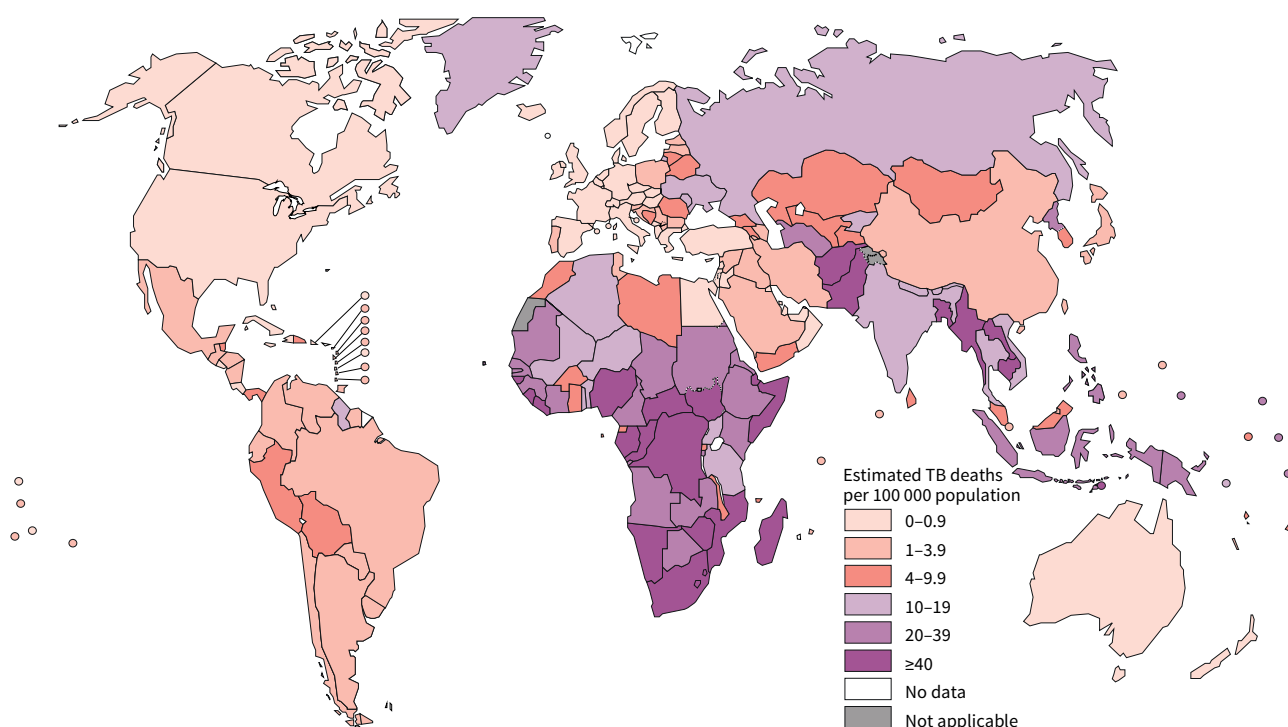 Estimated TB deaths
per 100 000 population
0–0.9
1–3.9
4–9.9
10–19
20–39
≥40
No data
Not applicable